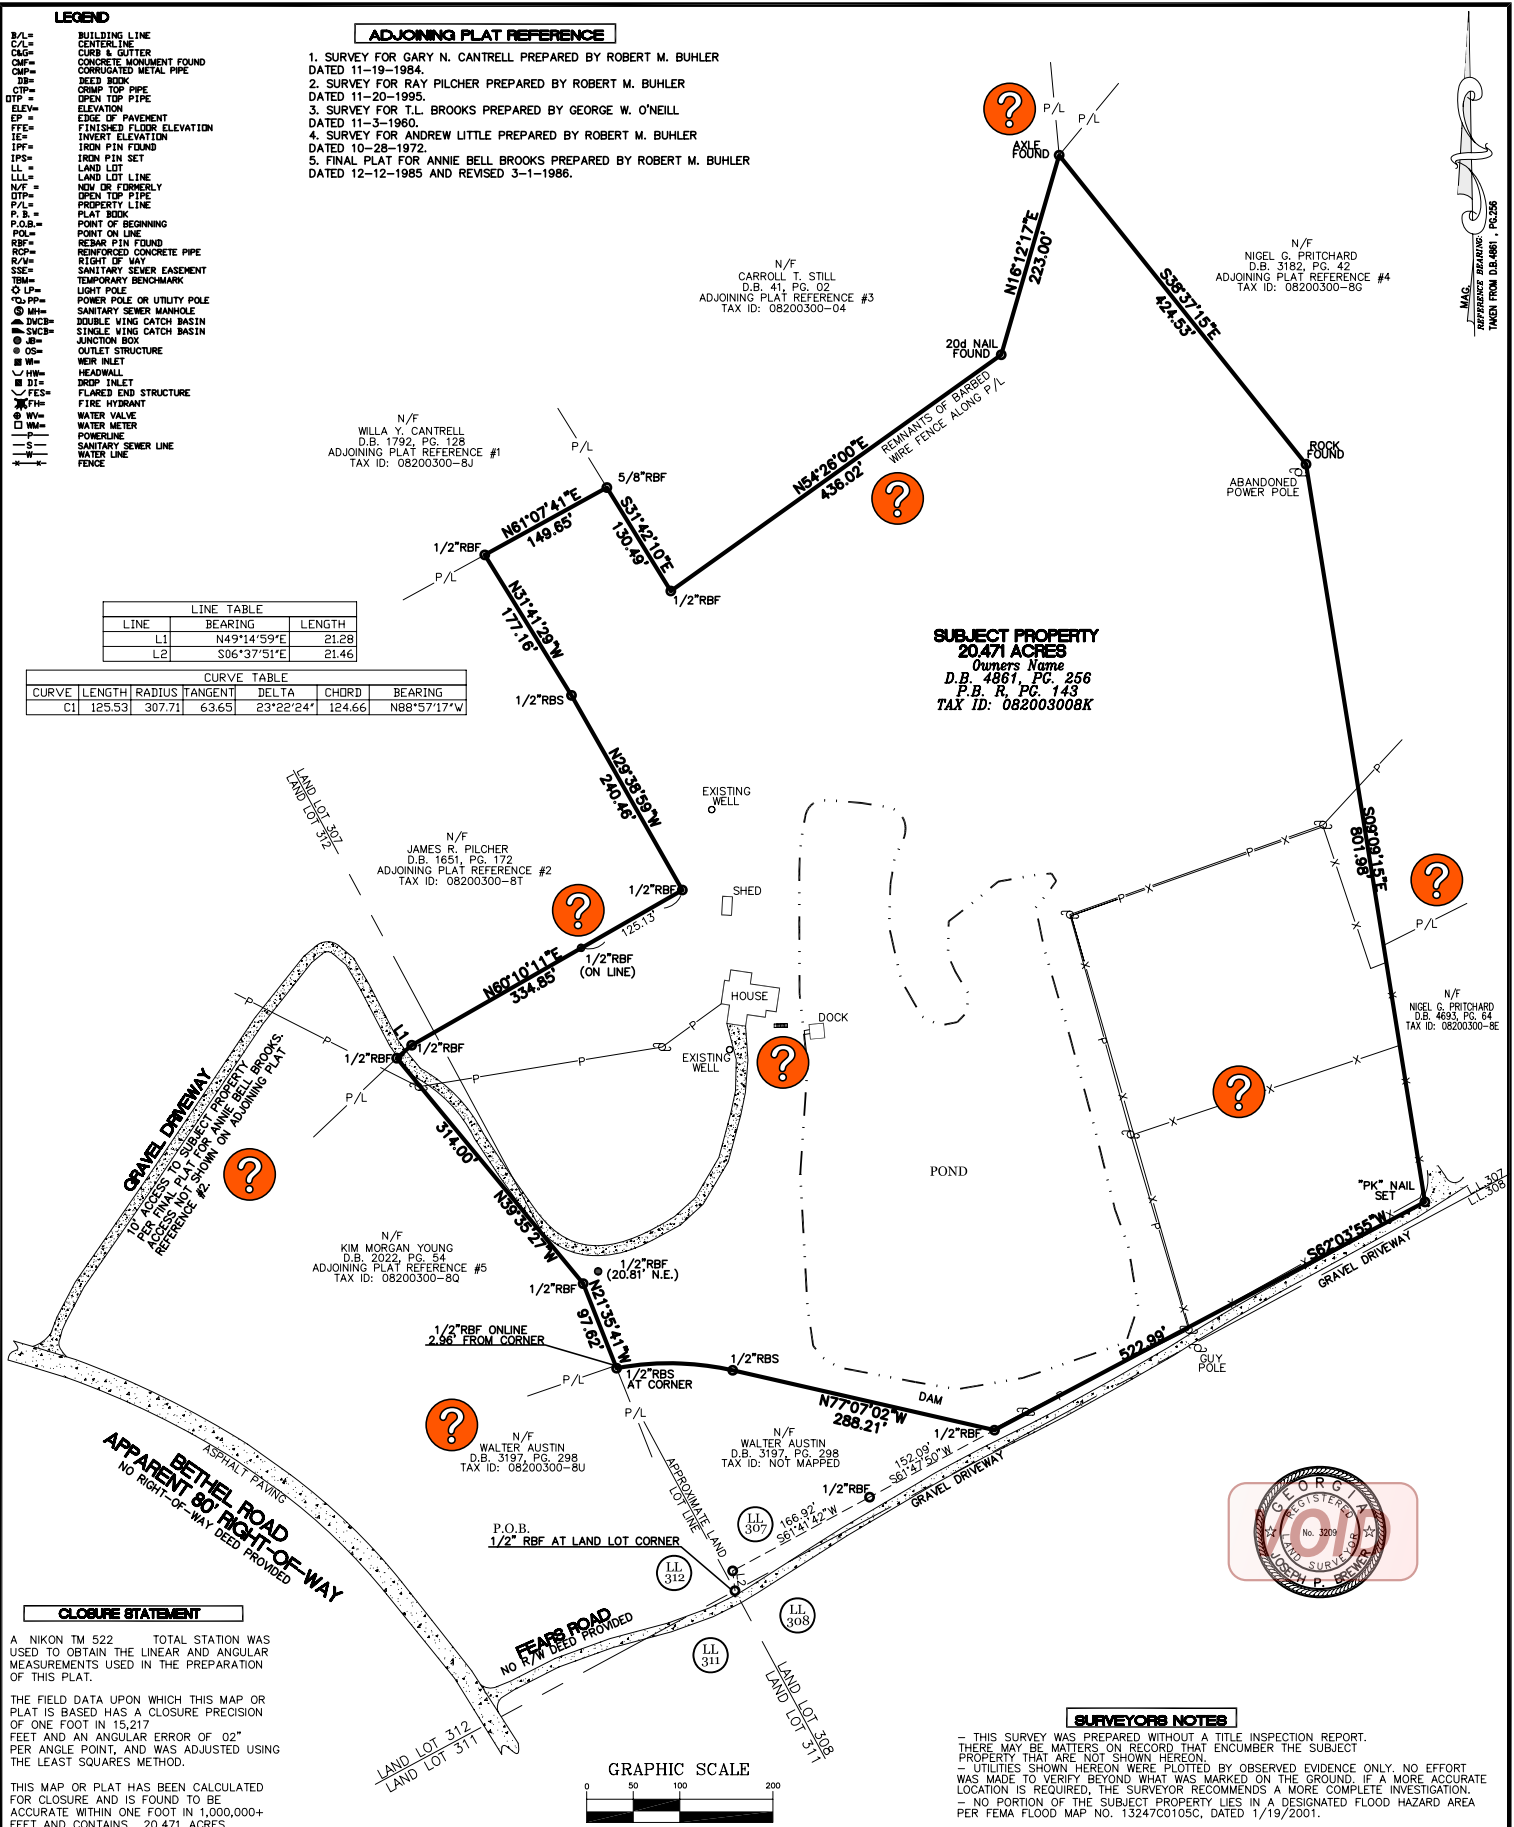 LEGEND
B/L= BUILDING LINE
C/L= CENTERLINE
C&G= CURB & GUTTER
CMF= CONCRETE MONUMENT FOUND
CMP= CORRUGATED METAL PIPE
DB= DEED BOOK
CTP= CRIMP TOP PIPE
OTP = OPEN TOP PIPE
ELEV= ELEVATION
EP = EDGE OF PAVEMENT
FFE= FINISHED FLOOR ELEVATION
IE= INVERT ELEVATION
IPF= IRON PIN FOUND
IPS= IRON PIN SET
LL = LAND LOT
LLL= LAND LOT LINE
N/F = NOW OR FORMERLY
OTP= OPEN TOP PIPE
P/L= PROPERTY LINE
P. B. = PLAT BOOK
P.O.B.= POINT OF BEGINNING
POL= POINT ON LINE
RBF= REBAR PIN FOUND
RCP= REINFORCED CONCRETE PIPE
R/W= RIGHT OF WAY
SSE= SANITARY SEWER EASEMENT
TBM= TEMPORARY BENCHMARK
LP= LIGHT POLE
PP= POWER POLE OR UTILITY POLE
MH= SANITARY SEWER MANHOLE
DWCB= DOUBLE WING CATCH BASIN
SWCB= SINGLE WING CATCH BASIN
JB= JUNCTION BOX
OS= OUTLET STRUCTURE
WI= WEIR INLET
HW= HEADWALL
DI= DROP INLET
FES= FLARED END STRUCTURE
FH= FIRE HYDRANT
WV= WATER VALVE
WM= WATER METER
P POWERLINE
S SANITARY SEWER LINE
W WATER LINE
x x FENCE
ADJOINING PLAT REFERENCE
1. SURVEY FOR GARY N. CANTRELL PREPARED BY ROBERT M. BUHLER
DATED 11-19-1984.
2. SURVEY FOR RAY PILCHER PREPARED BY ROBERT M. BUHLER
DATED 11-20-1995.
3. SURVEY FOR T.L. BROOKS PREPARED BY GEORGE W. O'NEILL
DATED 11-3-1960.
4. SURVEY FOR ANDREW LITTLE PREPARED BY ROBERT M. BUHLER
DATED 10-28-1972.
5. FINAL PLAT FOR ANNIE BELL BROOKS PREPARED BY ROBERT M. BUHLER
DATED 12-12-1985 AND REVISED 3-1-1986.
MAG.
REFERENCE BEARING:
TAKEN FROM D.B.4861 , PG.256
?
P/L
P/L
AXLE
FOUND
N16°12'17"E
223.00'
S38°37'15"E
424.53'
N/F
CARROLL T. STILL
D.B. 41, PG. 02
ADJOINING PLAT REFERENCE #3
TAX ID: 08200300-04
N/F
NIGEL G. PRITCHARD
D.B. 3182, PG. 42
ADJOINING PLAT REFERENCE #4
TAX ID: 08200300-8G
20d NAIL
FOUND
REMNANTS OF BARBED
WIRE FENCE ALONG P/L
N54°26'00"E
436.02'
?
ROCK
FOUND
ABANDONED
POWER POLE
N/F
WILLA Y. CANTRELL
D.B. 1792, PG. 128
ADJOINING PLAT REFERENCE #1
TAX ID: 08200300-8J
P/L
5/8"RBF
N61°07'41"E
149.65'
S31°42'10"E
130.49'
1/2"RBF
P/L
1/2"RBF
N31°41'29"W
177.16'
LINE TABLE
LINE BEARING LENGTH
L1 N49°14'59"E 21.28
L2 S06°37'51"E 21.46
CURVE TABLE
CURVE LENGTH RADIUS TANGENT DELTA CHORD BEARING
C1 125.53 307.71 63.65 23°22'24" 124.66 N88°57'17"W
SUBJECT PROPERTY
20.471 ACRES
Owners Name
D.B. 4861, PG. 256
P.B. R, PG. 143
TAX ID: 082003008K
1/2"RBS
N29°38'59"W
240.46'
LAND LOT 307
LAND LOT 312
EXISTING
WELL
N/F
JAMES R. PILCHER
D.B. 1651, PG. 172
ADJOINING PLAT REFERENCE #2
TAX ID: 08200300-8T
1/2"RBF
SHED
?
125.13'
1/2"RBF
(ON LINE)
N60°10'11"E
334.85'
S09°09'15"E
801.98'
?
P/L
P
X
N/F
NIGEL G. PRITCHARD
D.B. 4693, PG. 64
TAX ID: 08200300-8E
HOUSE
DOCK
EXISTING
WELL
?
?
L1
1/2"RBF
1/2"RBF
P/L
GRAVEL DRIVEWAY
10' ACCESS TO SUBJECT PROPERTY
PER FINAL PLAT FOR ANNIE BELL BROOKS.
ACCESS NOT SHOWN ON ADJOINING PLAT
REFERENCE #2.
?
314.00'
N39°35'27"W
POND
"PK" NAIL
SET
L.L.307
L.L.308
S62°03'55"W
522.99'
GRAVEL DRIVEWAY
N/F
KIM MORGAN YOUNG
D.B. 2022, PG. 54
ADJOINING PLAT REFERENCE #5
TAX ID: 08200300-8Q
1/2"RBF
(20.81' N.E.)
1/2"RBF
N21°35'41"W
97.62'
1/2"RBF ONLINE
2.96' FROM CORNER
1/2"RBS
AT CORNER
1/2"RBS
P/L
P/L
GUY
POLE
DAM
N77°07'02"W
288.21'
1/2"RBF
?
N/F
WALTER AUSTIN
D.B. 3197, PG. 298
TAX ID: 08200300-8U
N/F
WALTER AUSTIN
D.B. 3197, PG. 298
TAX ID: NOT MAPPED
152.09'
S61°47'50"W
GRAVEL DRIVEWAY
1/2"RBF
166.92'
S61°41'42"W
APPROXIMATE LAND
LOT LINE
BETHEL ROAD
APPARENT 80' RIGHT-OF-WAY
NO RIGHT-OF-WAY DEED PROVIDED
ASPHALT PAVING
P.O.B.
1/2" RBF AT LAND LOT CORNER
LL
307
LL
312
LL
308
LL
311
FEARS ROAD
NO R/W DEED PROVIDED
LAND LOT 308
LAND LOT 311
LAND LOT 312
LAND LOT 311
GEORGIA
REGISTERED
No. 3209
LAND SURVEYOR
JOSEPH P. BREWER
VOID
CLOSURE STATEMENT
A NIKON TM 522 TOTAL STATION WAS
USED TO OBTAIN THE LINEAR AND ANGULAR
MEASUREMENTS USED IN THE PREPARATION
OF THIS PLAT.
THE FIELD DATA UPON WHICH THIS MAP OR
PLAT IS BASED HAS A CLOSURE PRECISION
OF ONE FOOT IN 15,217
FEET AND AN ANGULAR ERROR OF 02"
PER ANGLE POINT, AND WAS ADJUSTED USING
THE LEAST SQUARES METHOD.
THIS MAP OR PLAT HAS BEEN CALCULATED
FOR CLOSURE AND IS FOUND TO BE
ACCURATE WITHIN ONE FOOT IN 1,000,000+
FEET AND CONTAINS 20.471 ACRES
GRAPHIC SCALE
0 50 100 200
SURVEYORS NOTES
- THIS SURVEY WAS PREPARED WITHOUT A TITLE INSPECTION REPORT.
THERE MAY BE MATTERS ON RECORD THAT ENCUMBER THE SUBJECT
PROPERTY THAT ARE NOT SHOWN HEREON.
- UTILITIES SHOWN HEREON WERE PLOTTED BY OBSERVED EVIDENCE ONLY. NO EFFORT
WAS MADE TO VERIFY BEYOND WHAT WAS MARKED ON THE GROUND. IF A MORE ACCURATE
LOCATION IS REQUIRED, THE SURVEYOR RECOMMENDS A MORE COMPLETE INVESTIGATION.
- NO PORTION OF THE SUBJECT PROPERTY LIES IN A DESIGNATED FLOOD HAZARD AREA
PER FEMA FLOOD MAP NO. 13247C0105C, DATED 1/19/2001.